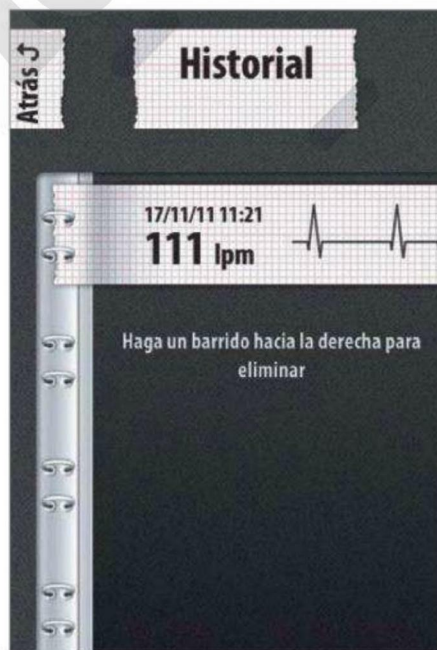 Atrás
Historial
17/11/11 11:21
111 lpm
Haga un barrido hacia la derecha para
eliminar